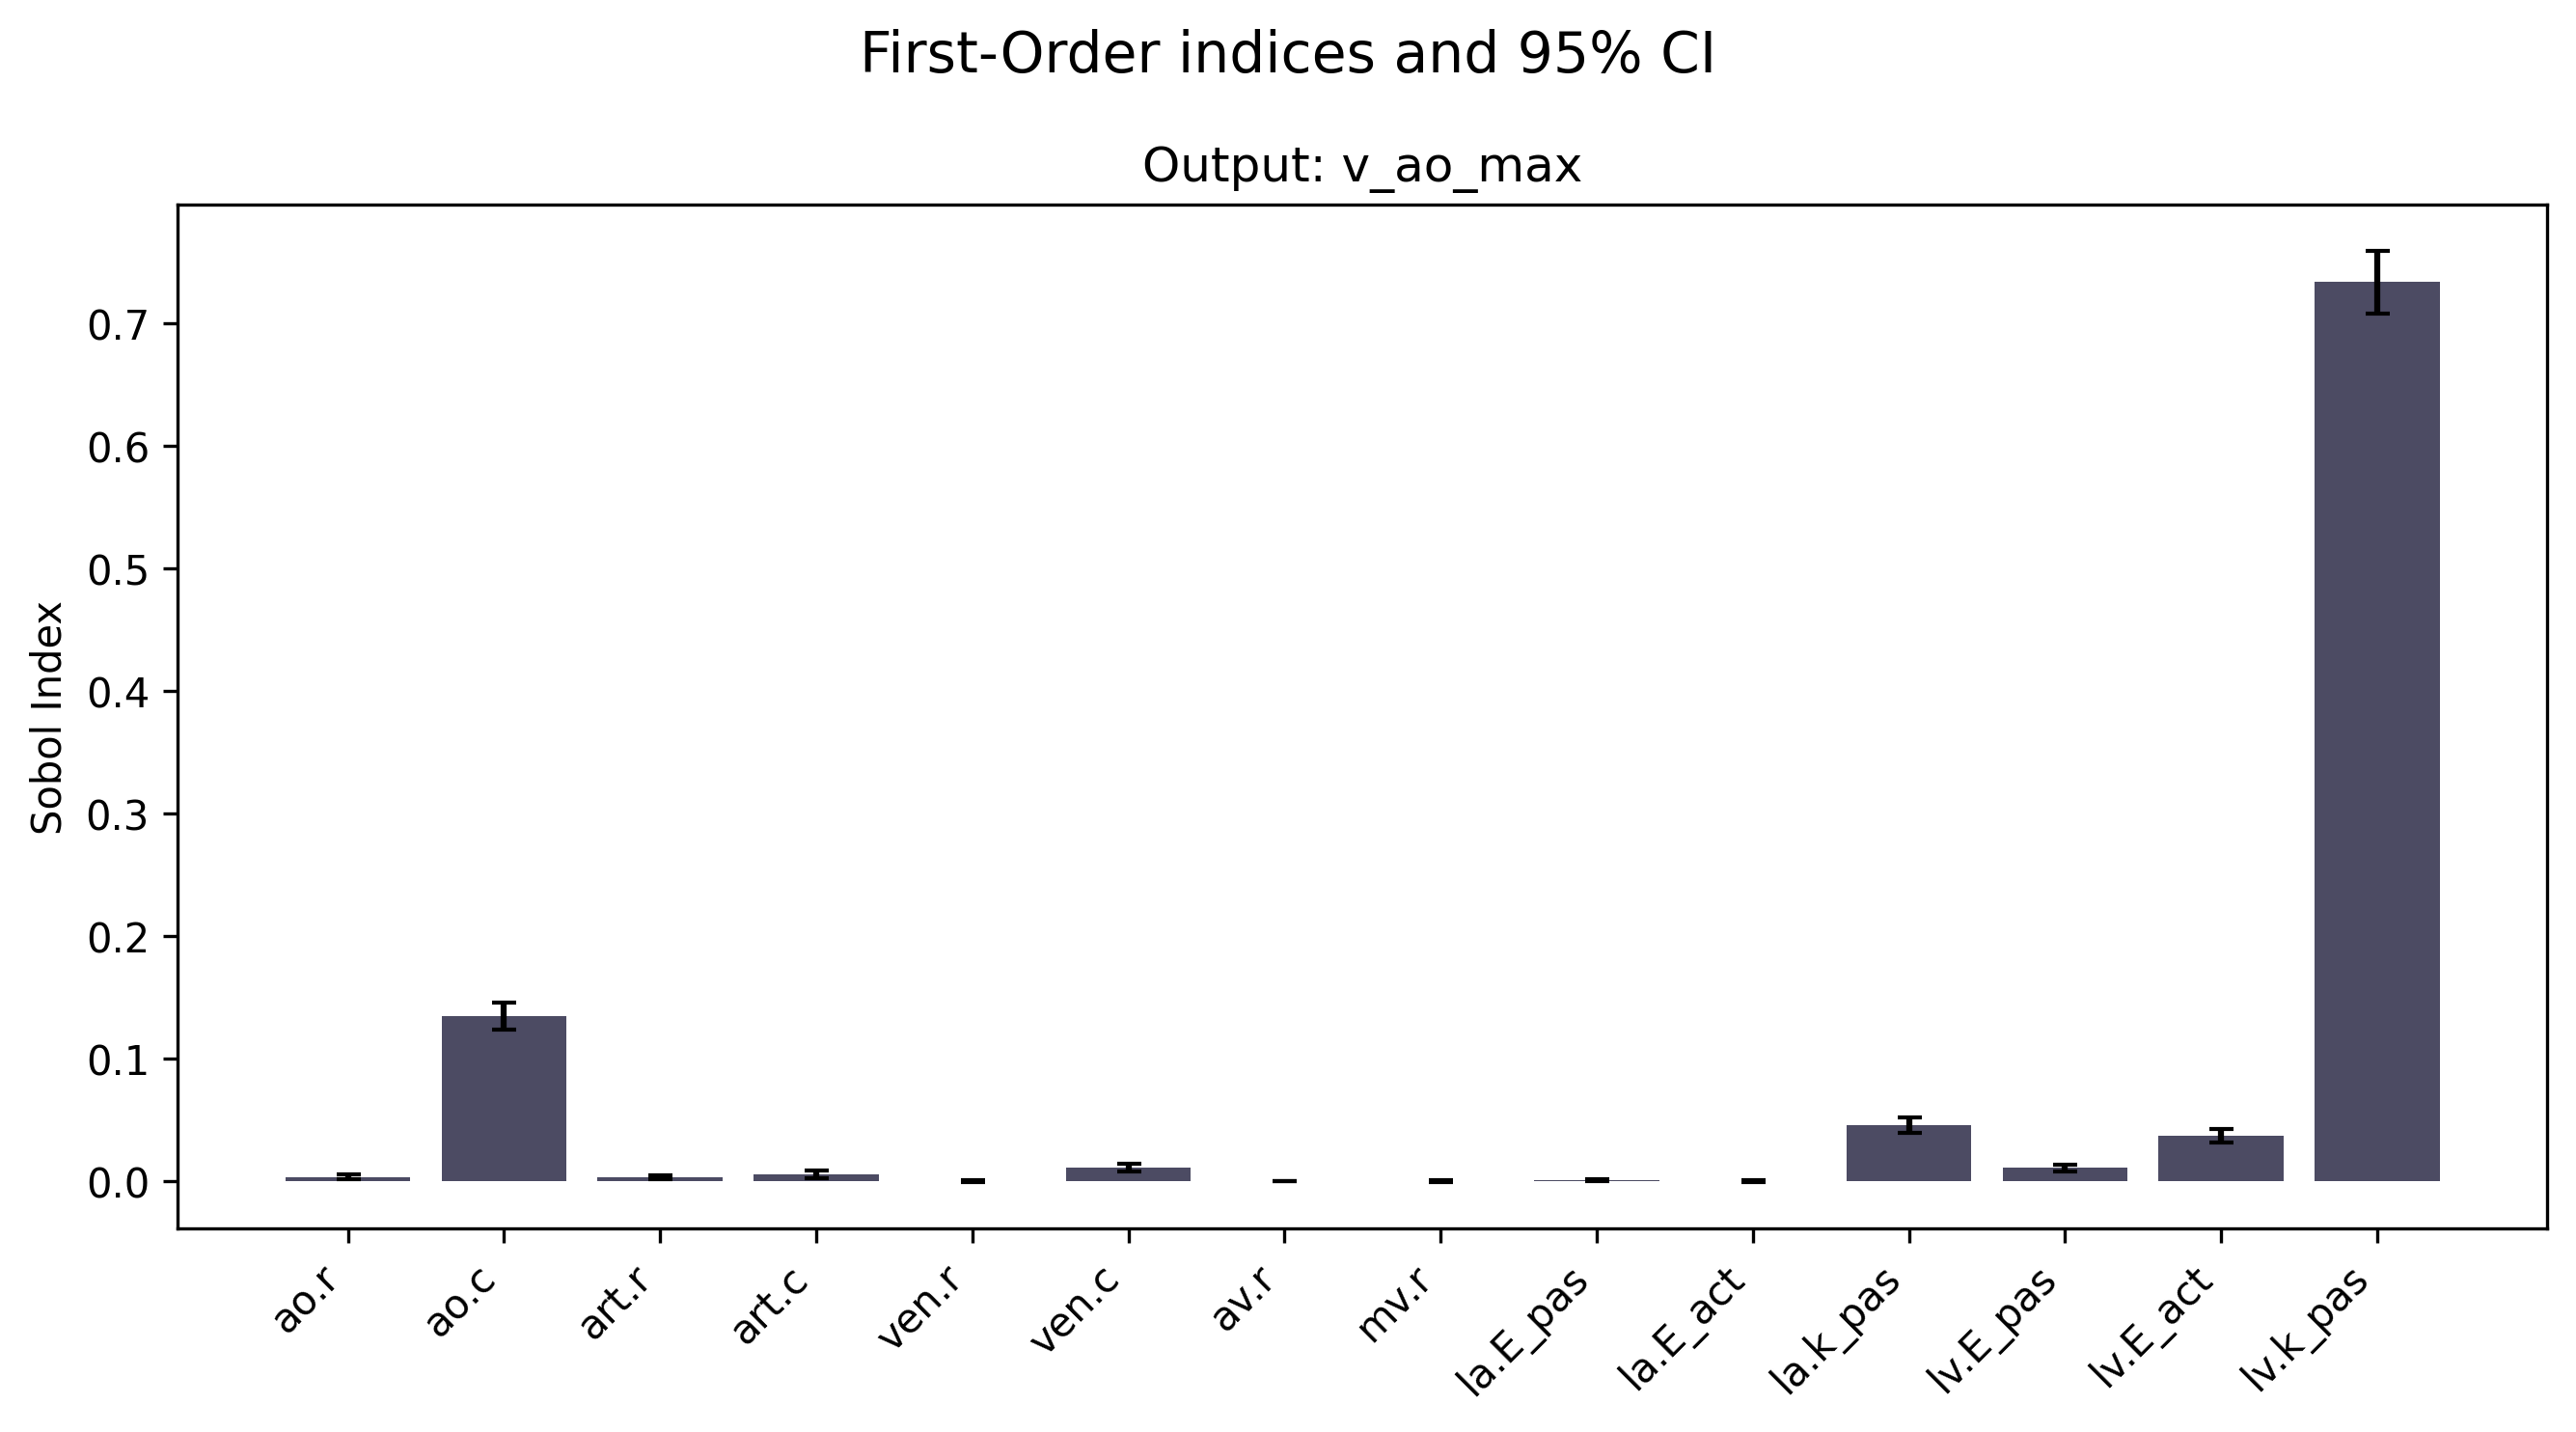 First-Order indices and 95% CI
Output: v_ao_max
Sobol Index
0.7
0.6
0.5
0.4
0.3
0.2
0.1
0.0
ao.r
ao.c
art.r
art.c
ven.r
ven.c
av.r
mv.r
la.E_pas
la.E_act
la.k_pas
lv.E_pas
lv.E_act
lv.k_pas